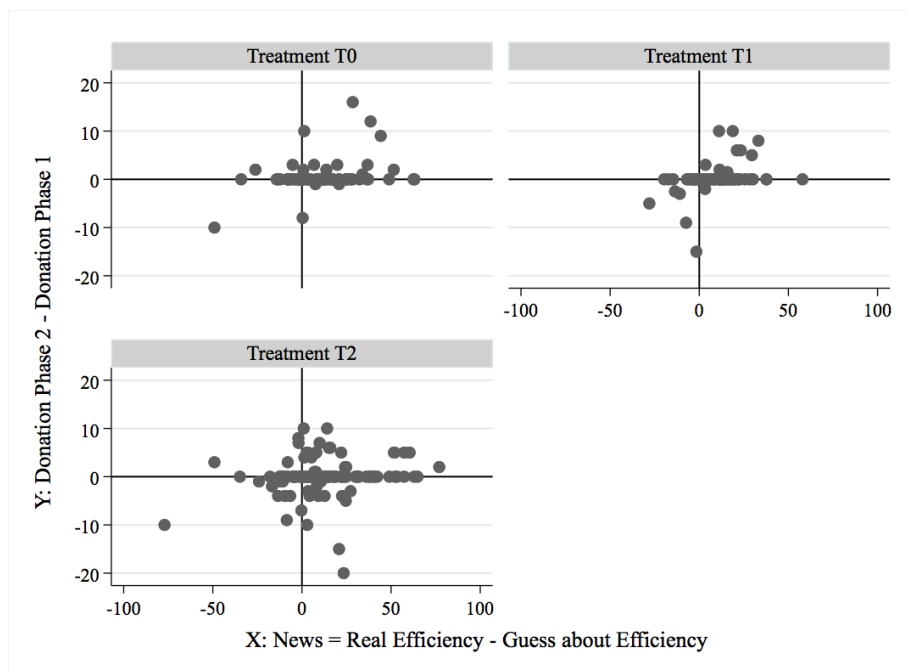 Treatment T0
Treatment T1
20
10
0
-10
-20
-100 -50 0 50 100
Treatment T2
20
10
0
-10
-20
-100 -50 0 50 100
Y: Donation Phase 2 - Donation Phase 1
X: News = Real Efficiency - Guess about Efficiency